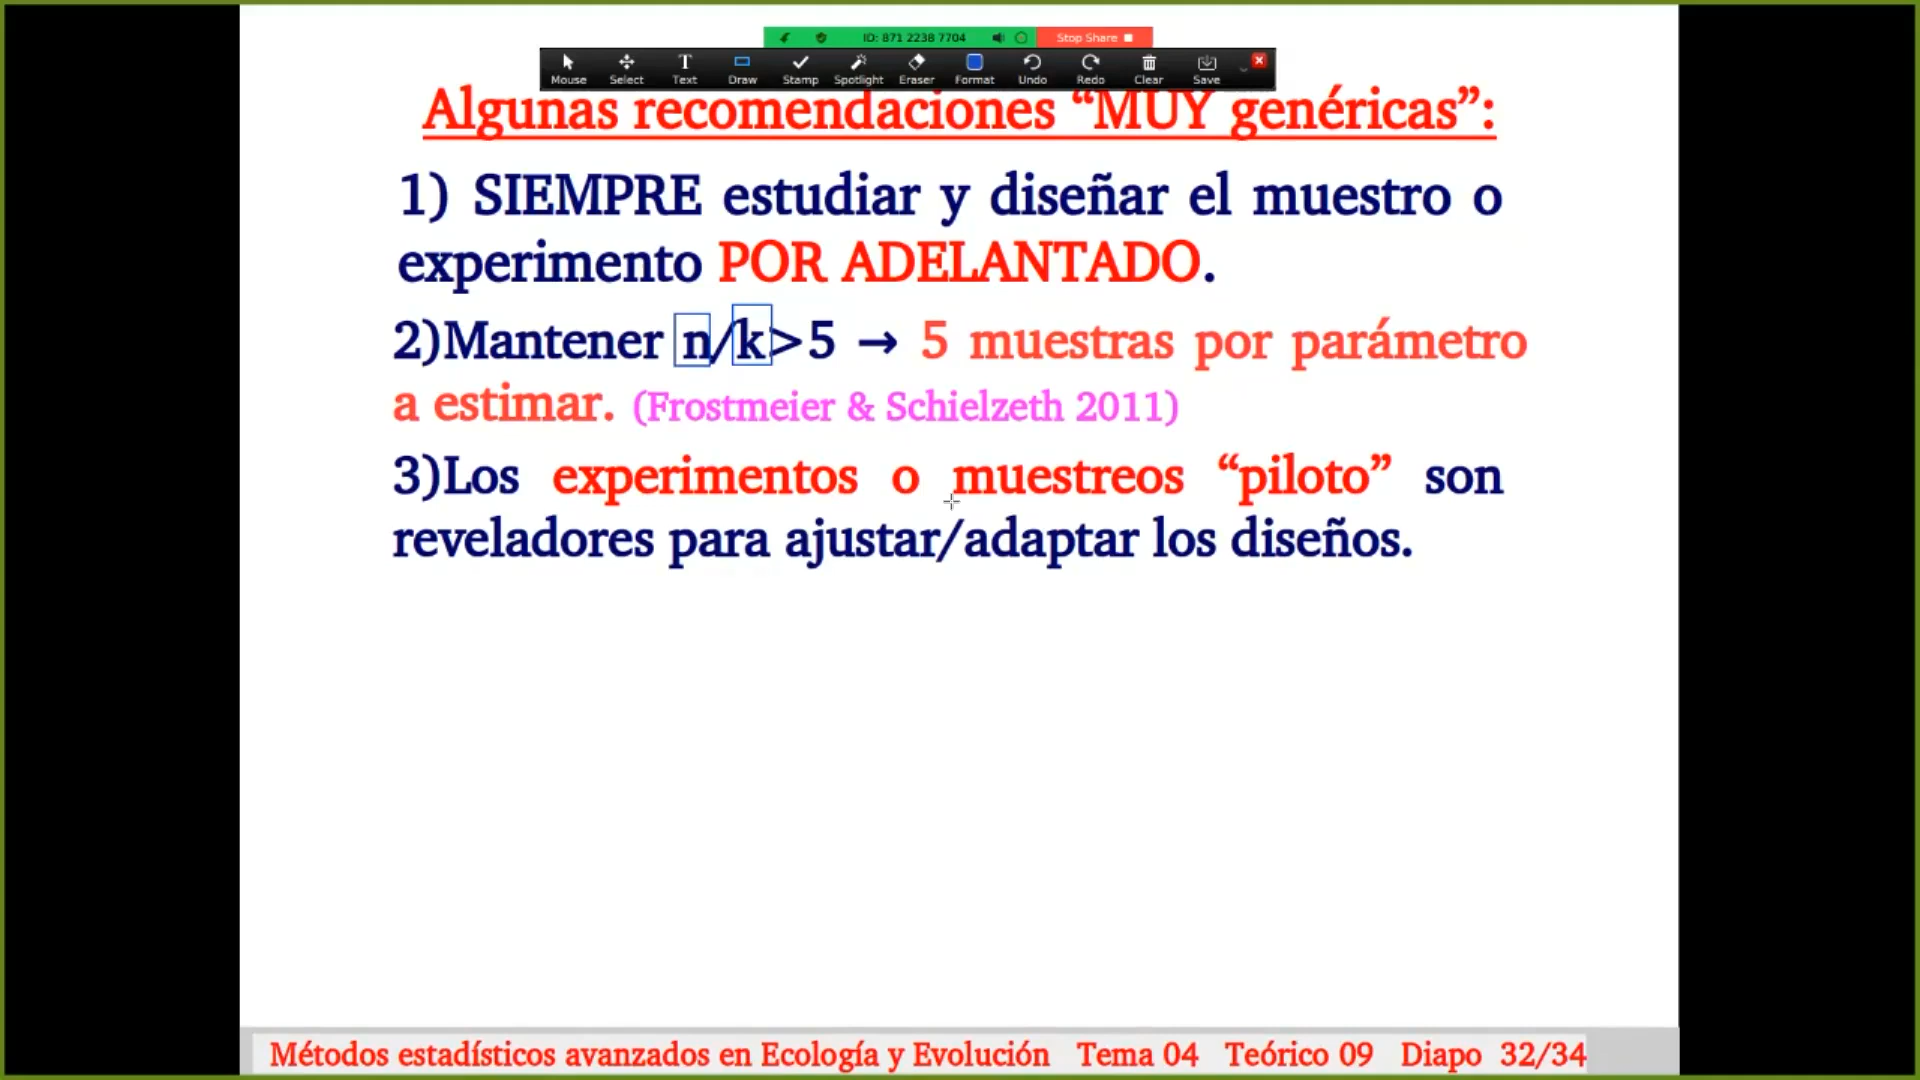 ID: 871 2238 7704 Stop Share
Mouse Select Text Draw Stamp Spotlight Eraser Format Undo Redo Clear Save
Algunas recomendaciones “MUY genéricas”:
1) SIEMPRE estudiar y diseñar el muestro o
experimento POR ADELANTADO.
2)Mantener n/k>5 → 5 muestras por parámetro
a estimar. (Frostmeier & Schielzeth 2011)
3)Los experimentos o muestreos “piloto” son
reveladores para ajustar/adaptar los diseños.
Métodos estadísticos avanzados en Ecología y Evolución Tema 04 Teórico 09 Diapo 32/34